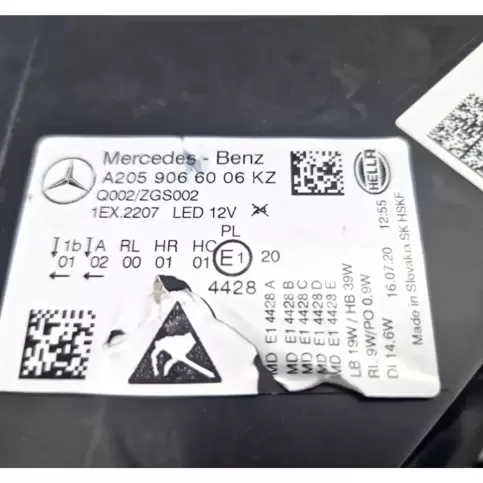 Mercedes - Benz
A205 906 60 06 KZ
Q002/ZGS002
1EX.2207 LED 12V
HELLA
PL
1b A RL HR HC
01 02 00 01 01 E1 20
4428
MD E1 4428 A
MD E1 4428 B
MD E1 4428 C
MD E1 4428 D
MD E1 4428 E
LB 19W / HB 39W
RI. 9W/PO 0,9W
DI 14,6W 16.07.20 12:55
Made in Slovakia SK HSKF